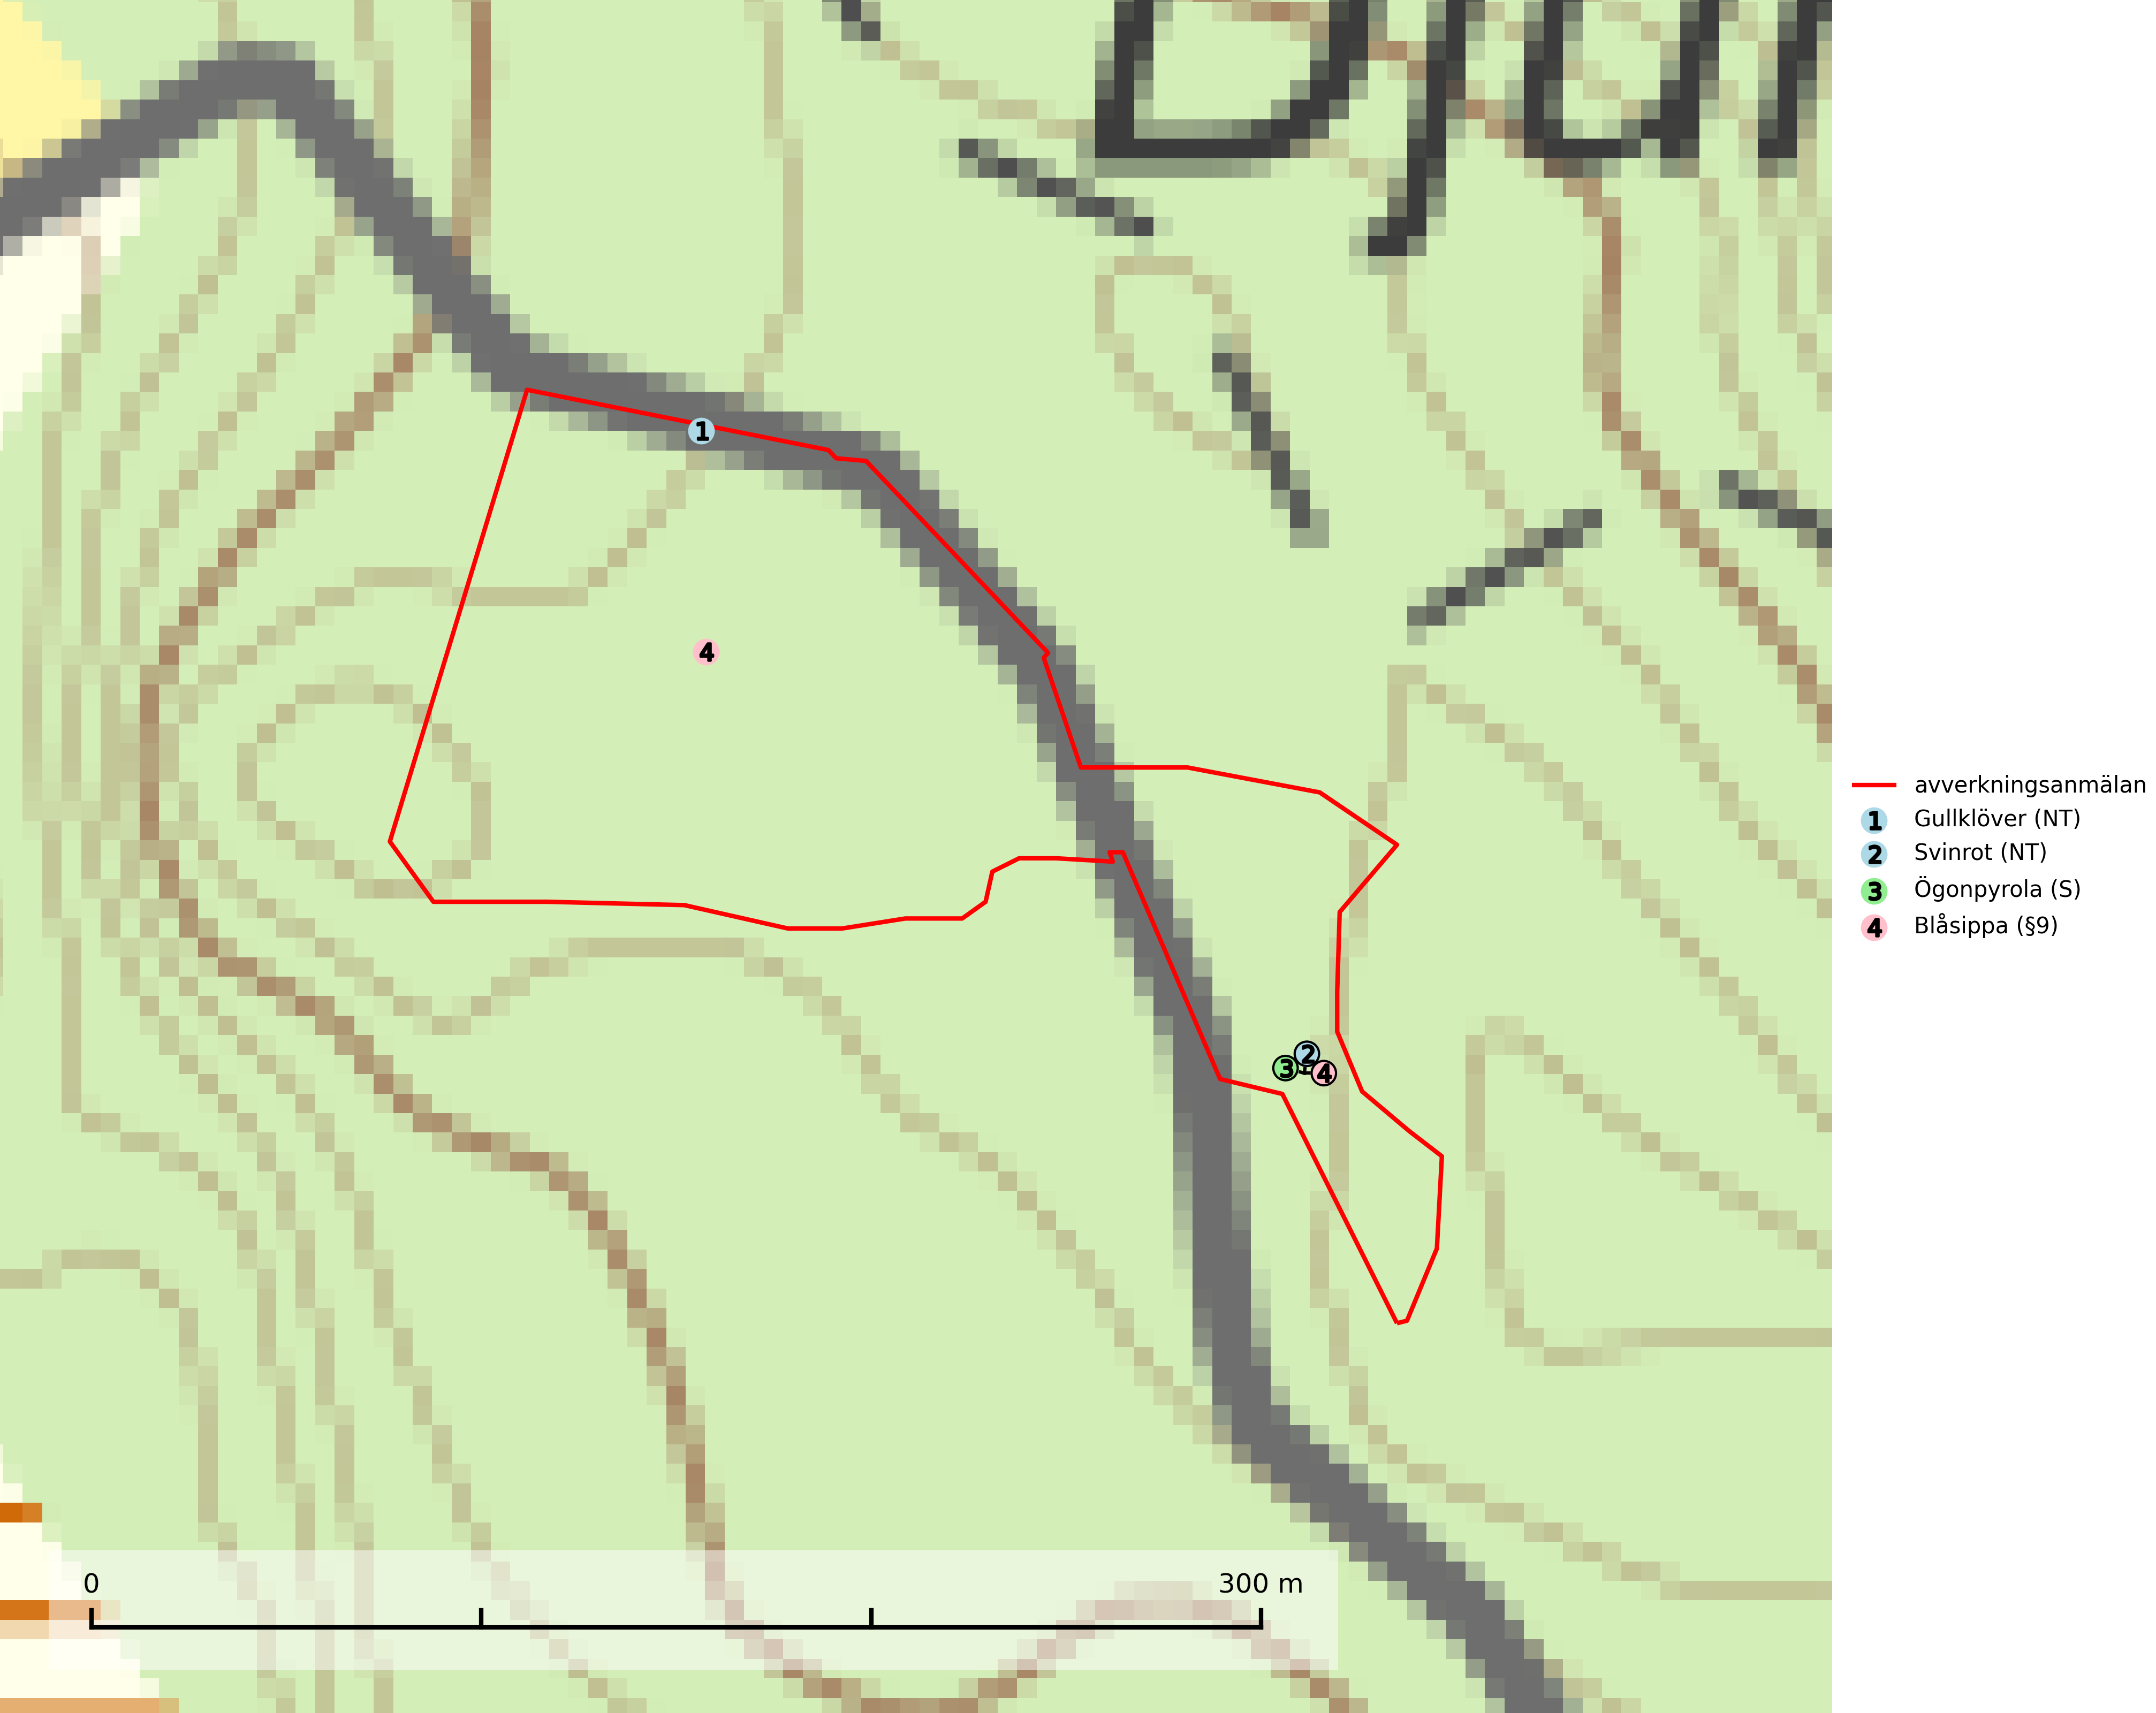 1
4
2
3
4
avverkningsanmälan
1 Gullklöver (NT)
2 Svinrot (NT)
3 Ögonpyrola (S)
4 Blåsippa (§9)
0
300 m